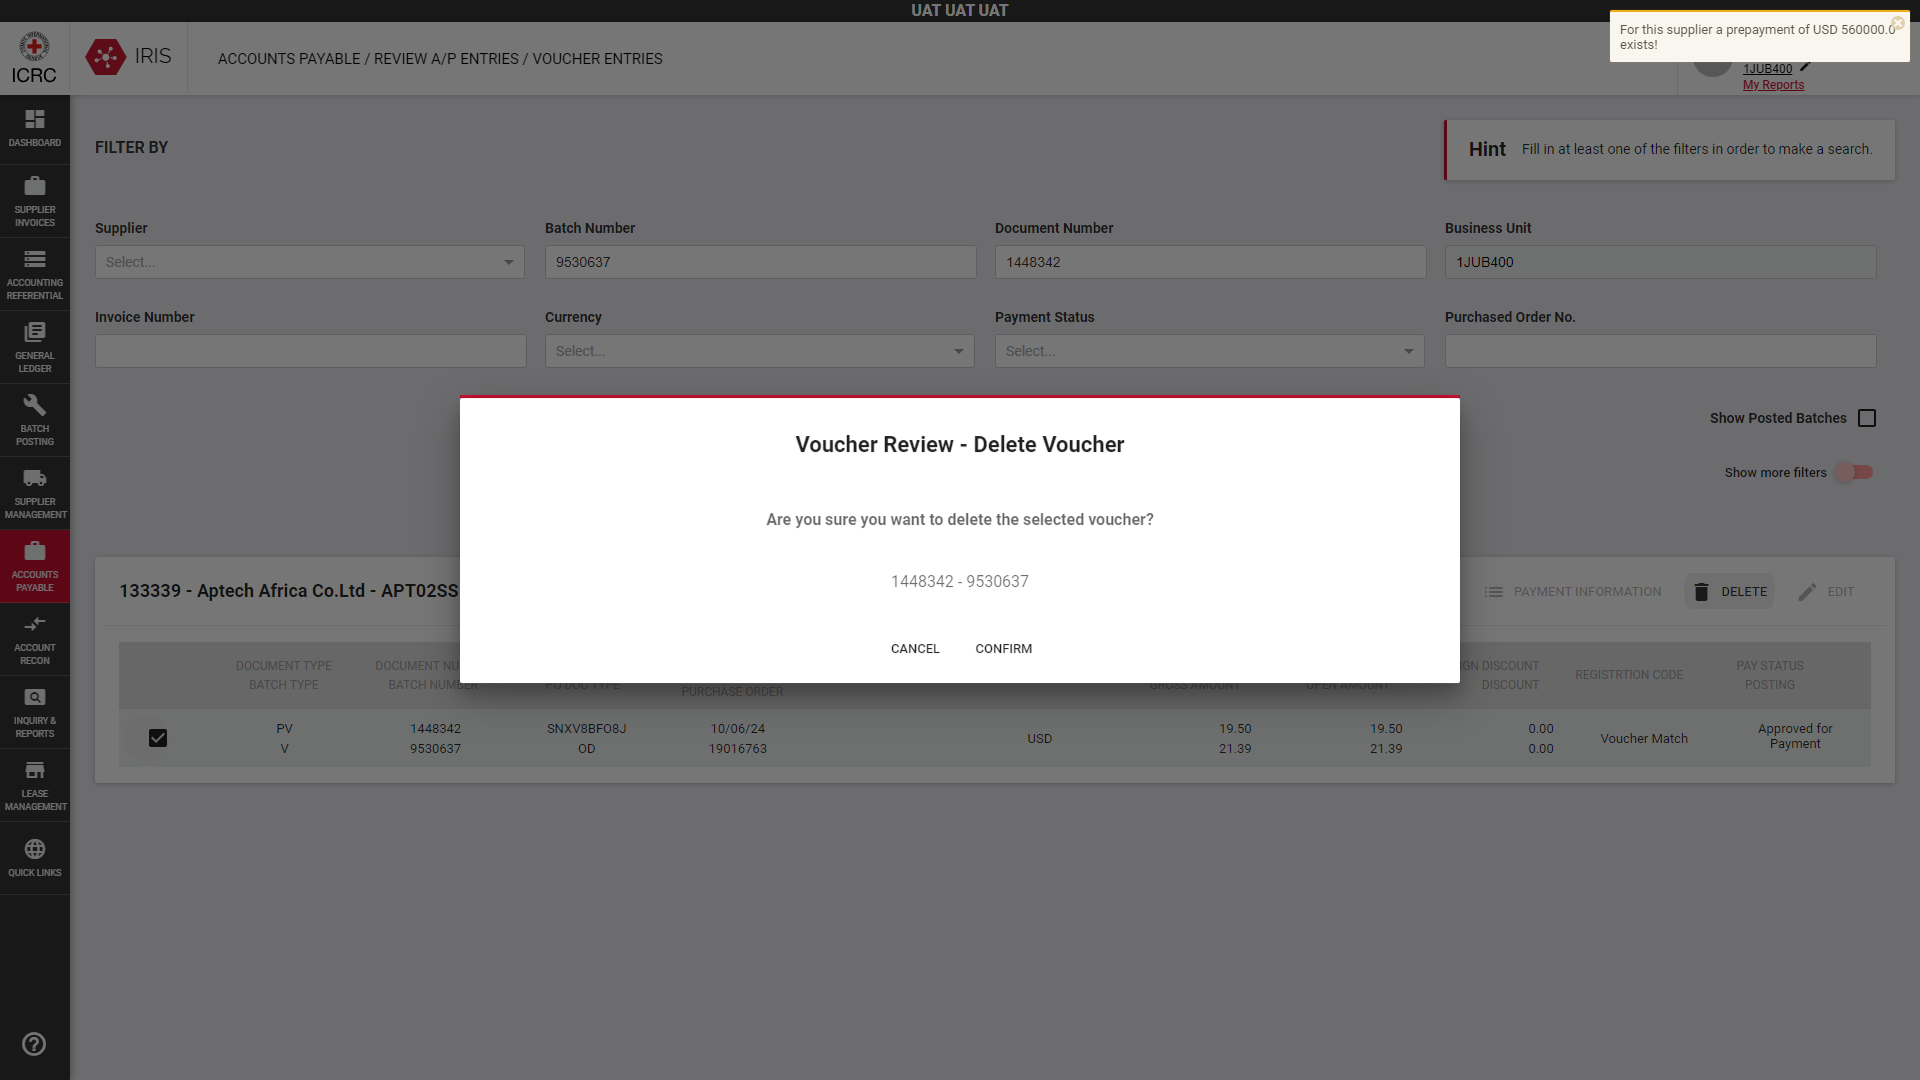 UAT UAT UAT
ICRC
IRIS
ACCOUNTS PAYABLE / REVIEW A/P ENTRIES / VOUCHER ENTRIES
For this supplier a prepayment of USD 560000.0
exists!
1JUB400
My Reports
DASHBOARD
SUPPLIER
INVOICES
ACCOUNTING
REFERENTIAL
GENERAL
LEDGER
BATCH
POSTING
SUPPLIER
MANAGEMENT
ACCOUNTS
PAYABLE
ACCOUNT
RECON
INQUIRY &
REPORTS
LEASE
MANAGEMENT
QUICK LINKS
FILTER BY
Hint Fill in at least one of the filters in order to make a search.
Supplier Batch Number Document Number Business Unit
Select... 9530637 1448342 1JUB400
Invoice Number Currency Payment Status Purchased Order No.
Select... Select...
Show Posted Batches
Show more filters
Voucher Review - Delete Voucher
Are you sure you want to delete the selected voucher?
1448342 - 9530637
CANCEL CONFIRM
133339 - Aptech Africa Co.Ltd - APT02SS
PAYMENT INFORMATION DELETE EDIT
DOCUMENT TYPE DOCUMENT NU DISCOUNT PAY STATUS
BATCH TYPE BATCH NUMBER PO DOC TYPE PURCHASE ORDER GROSS AMOUNT OPEN AMOUNT DISCOUNT REGISTRTION CODE POSTING
PV 1448342 SNXV8BFO8J 10/06/24 19.50 19.50 0.00 Approved for
V 9530637 OD 19016763 USD 21.39 21.39 0.00 Voucher Match Payment